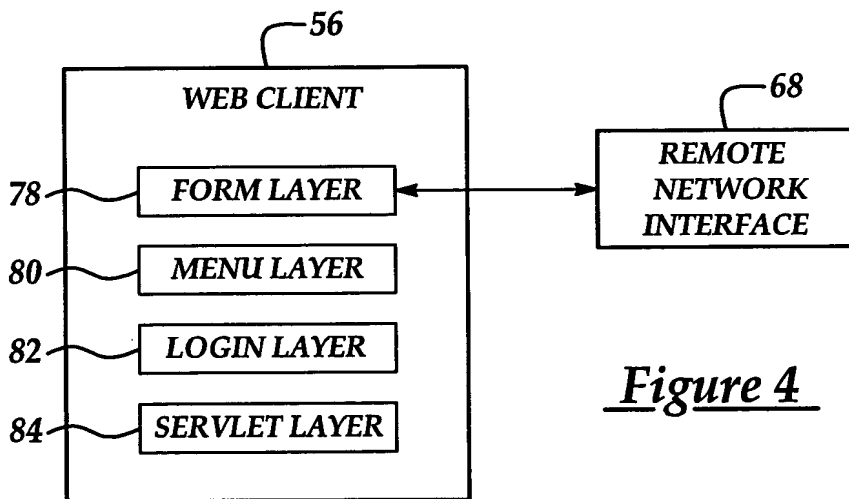 56
WEB CLIENT
68
REMOTE
NETWORK
INTERFACE
78
FORM LAYER
80
MENU LAYER
82
LOGIN LAYER
84
SERVLET LAYER
Figure 4